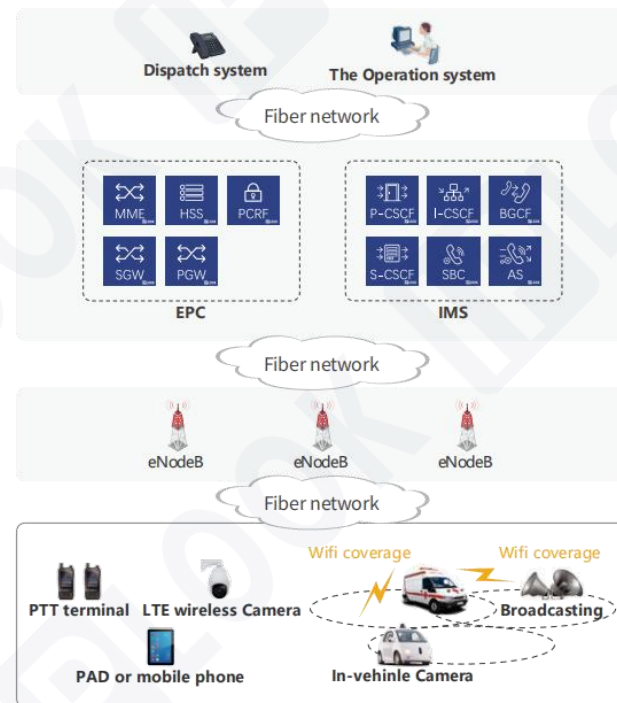 Dispatch system
The Operation system
Fiber network
MME
HSS
PCRF
P-CSCF
I-CSCF
BGCF
SGW
PGW
S-CSCF
SBC
AS
EPC
IMS
Fiber network
eNodeB
eNodeB
eNodeB
Fiber network
Wifi coverage
Wifi coverage
PTT terminal
LTE wireless Camera
Broadcasting
PAD or mobile phone
In-vehinle Camera